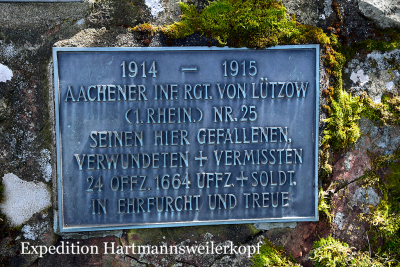 1914 — 1915
AACHENER INF RGT. VON LÜTZOW
(1. RHEIN.) NR. 25
SEINEN HIER GEFALLENEN,
VERWUNDETEN + VERMISSTEN
24 OFFZ. 1664 UFFZ. + SOLDT.
IN EHRFURCHT UND TREUE
Expedition Hartmannsweilerkopf